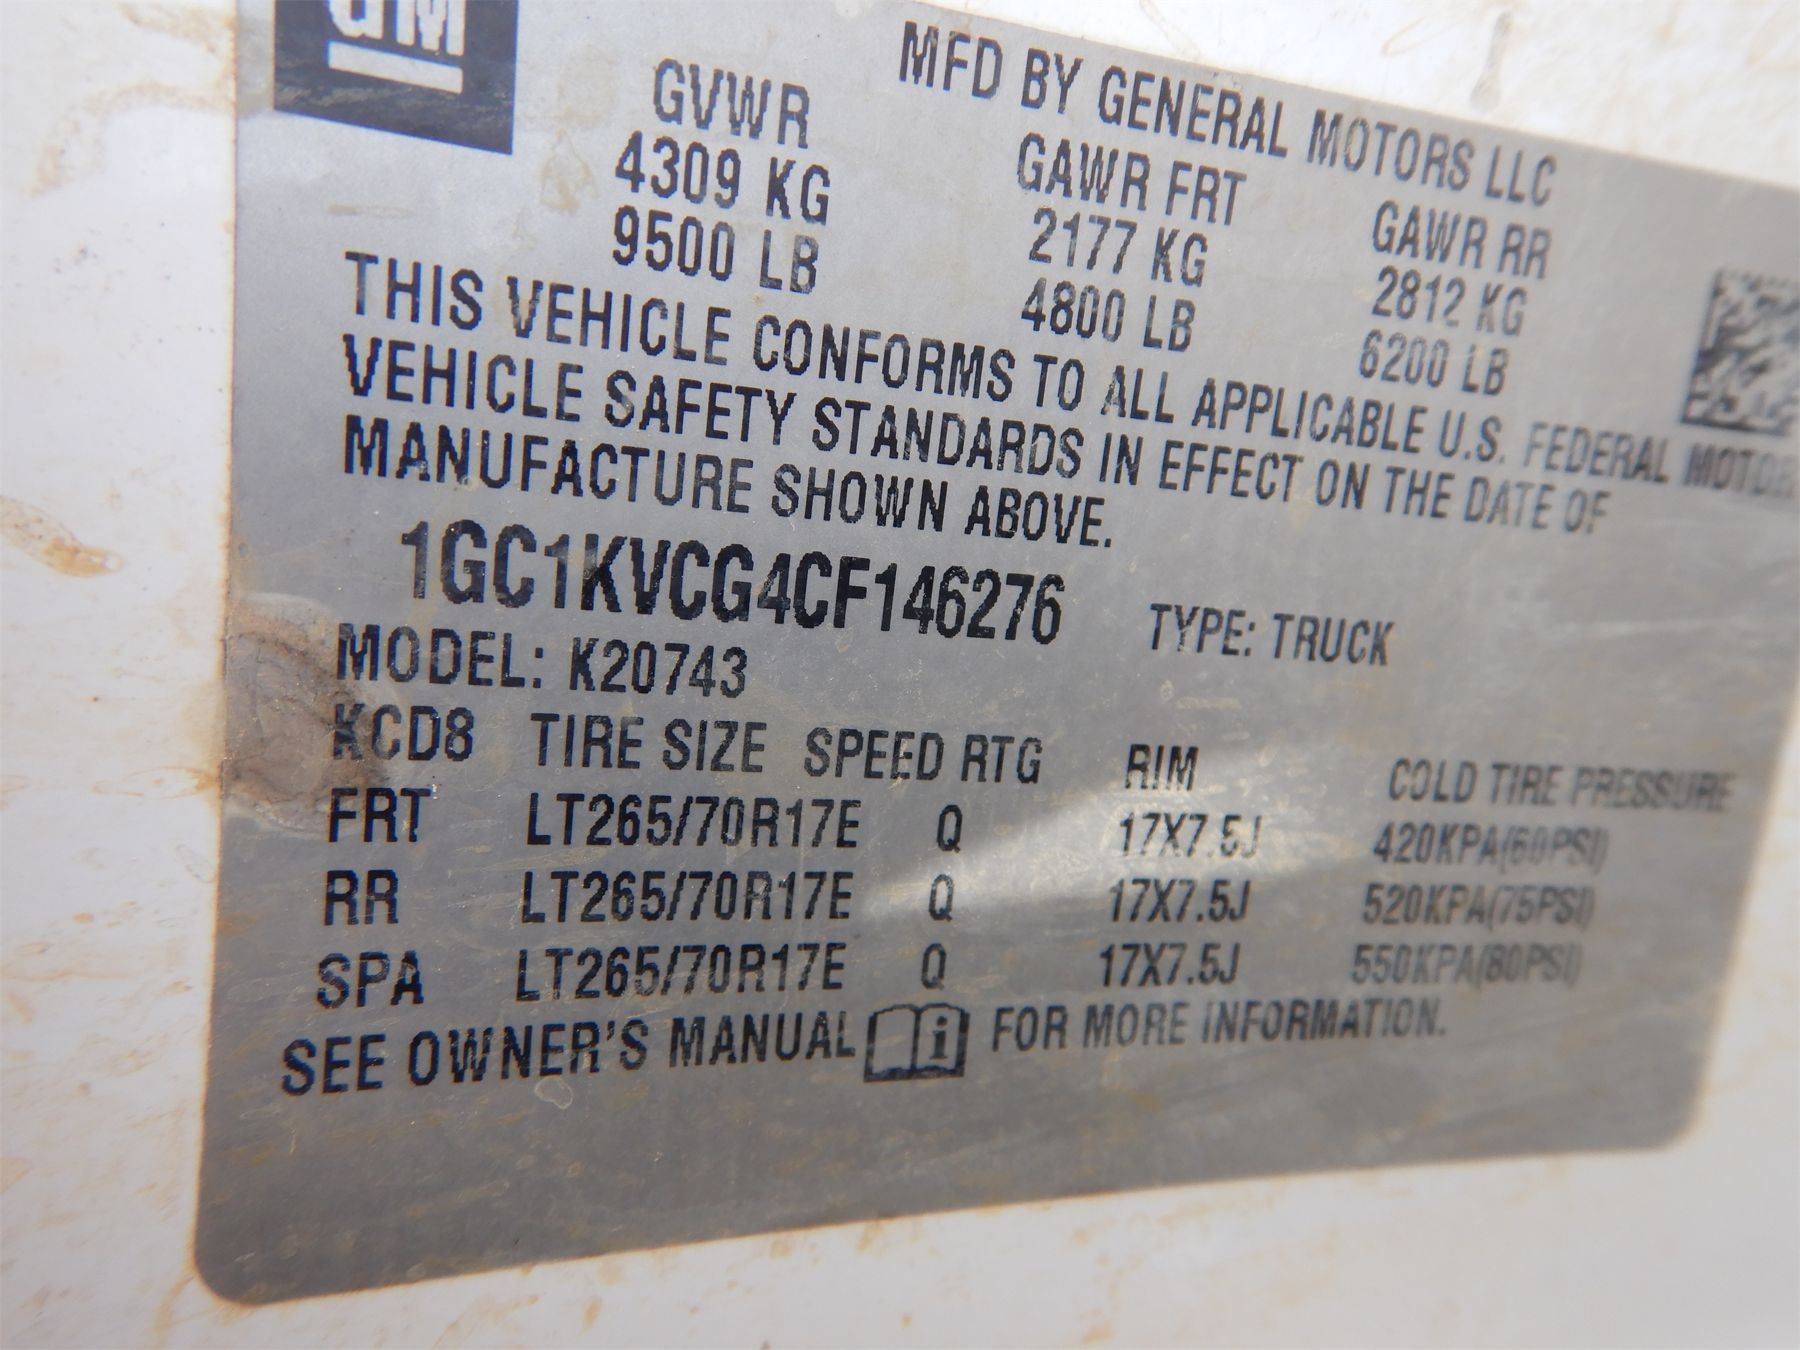 GM
MFD BY GENERAL MOTORS LLC
GVWR GAWR FRT GAWR RR
4309 KG 2177 KG 2812 KG
9500 LB 4800 LB 6200 LB
THIS VEHICLE CONFORMS TO ALL APPLICABLE U.S. FEDERAL MOTOR
VEHICLE SAFETY STANDARDS IN EFFECT ON THE DATE OF
MANUFACTURE SHOWN ABOVE.
1GC1KVCG4CF146276 TYPE: TRUCK
MODEL: K20743
KCD8 TIRE SIZE SPEED RTG RIM COLD TIRE PRESSURE
FRT LT265/70R17E Q 17X7.5J 420KPA(60PSI)
RR LT265/70R17E Q 17X7.5J 520KPA(75PSI)
SPA LT265/70R17E Q 17X7.5J 550KPA(80PSI)
SEE OWNER'S MANUAL i FOR MORE INFORMATION.